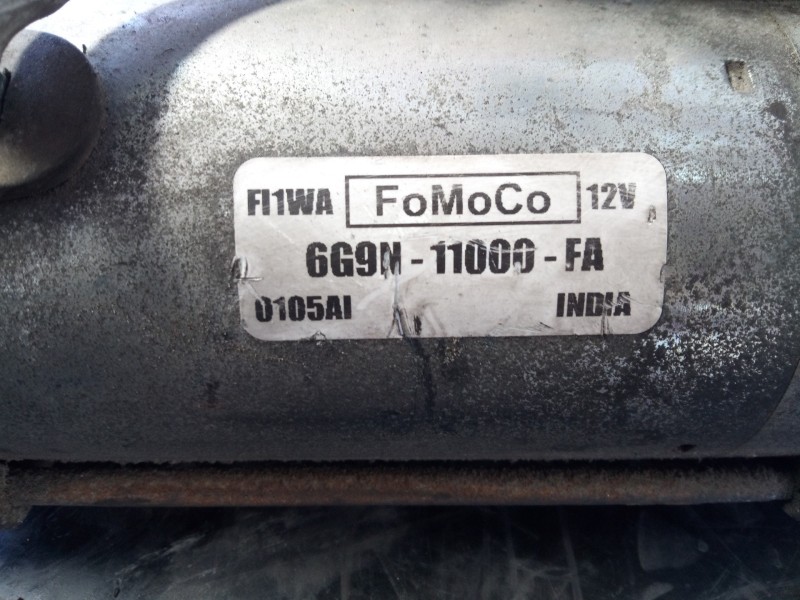 FI1WA FoMoCo 12V
6G9N-11000-FA
0105AI INDIA